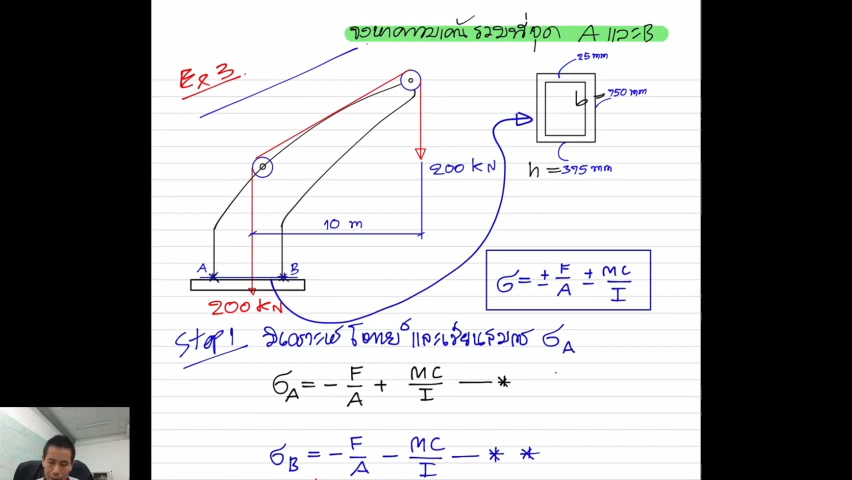 จงหาความเค้นรวมที่จุด A และB
Ex 3.
25 mm
b = 750 mm
200 KN
h = 375 mm
10 m
A
B
σ = ± F/A ± MC/I
200 KN
Step 1 วิเคราะห์โจทย์และเขียนสมการ σA
σA = - F/A + MC/I — *
σB = - F/A - MC/I — * *